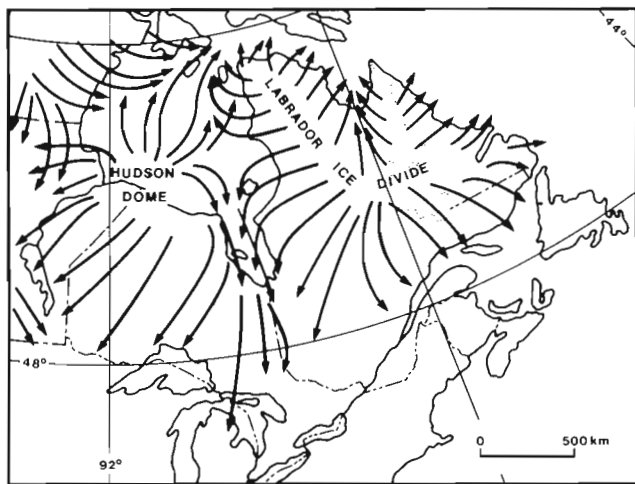 44°
LABRADOR
ICE
DIVIDE
HUDSON
DOME
48°
92°
0 500 km